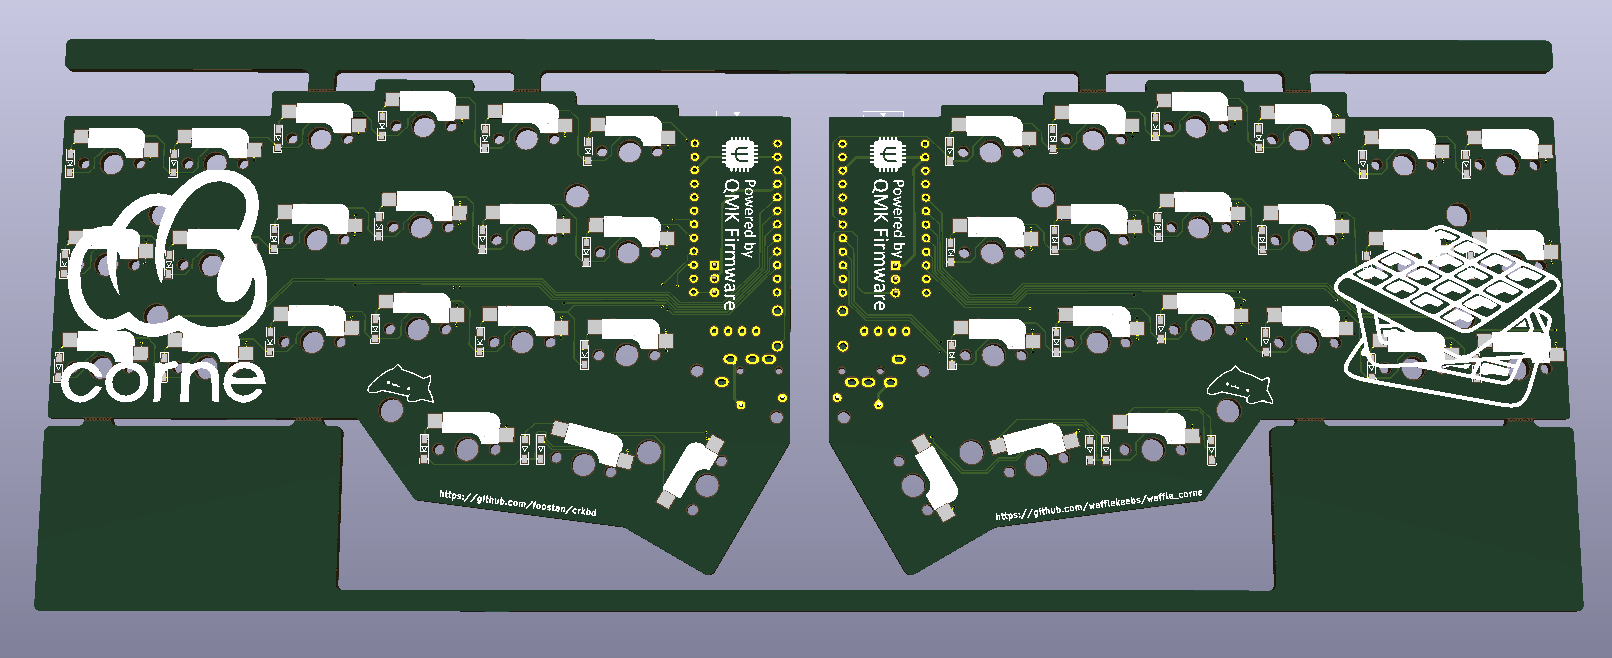 Powered by
QMK Firmware
Powered by
QMK Firmware
corne
https://github.com/foostan/crkbd
https://github.com/wafflekeebs/waffle_corne